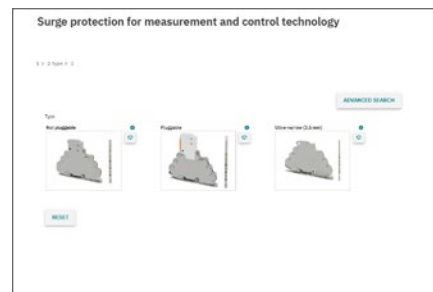 Surge protection for measurement and control technology
ADVANCED SEARCH
Type
Not pluggable
Pluggable
Ultra-narrow (3.5 mm)
RESET